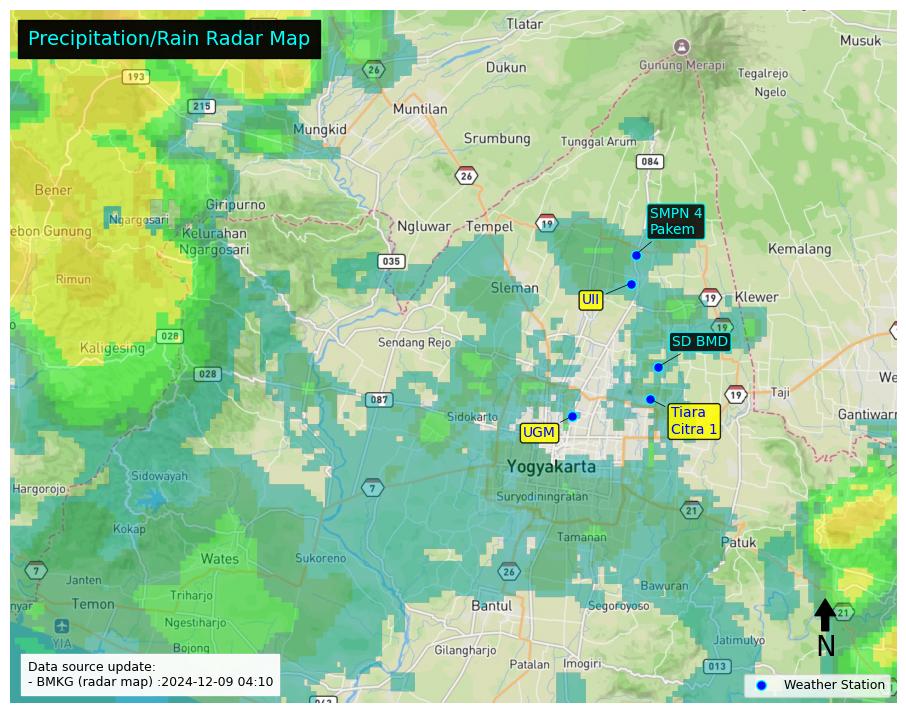 Precipitation/Rain Radar Map
Tlatar
Musuk
26
Dukun
Gunung Merapi
Tegalrejo
193
Ngelo
215
Muntilan
Mungkid
Srumbung
Tunggal Arum
084
26
Bener
Giripurno
SMPN 4
Pakem
Ngargosari
Ngluwar
Tempel
19
ebon Gunung
Kelurahan
Ngargosari
Kemalang
035
Rimun
Sleman
UII
19
Klewer
19
028
Sendang Rejo
SD BMD
Kaligesing
028
We
087
19
Taji
Sidokarto
Tiara
Citra 1
Gantiwarn
UGM
Yogyakarta
Sidowayah
Hargorojo
7
Suryodiningratan
21
Kokap
Tamanan
Patuk
Wates
Sukoreno
7
26
Janten
Bawuran
Triharjo
Temon
Bantul
Segoroyoso
nyar
21
Ngestiharjo
YIA
Jatimulyo
N
Bojong
Gilangharjo
Patalan
Imogiri
013
Data source update:
- BMKG (radar map) :2024-12-09 04:10
Weather Station